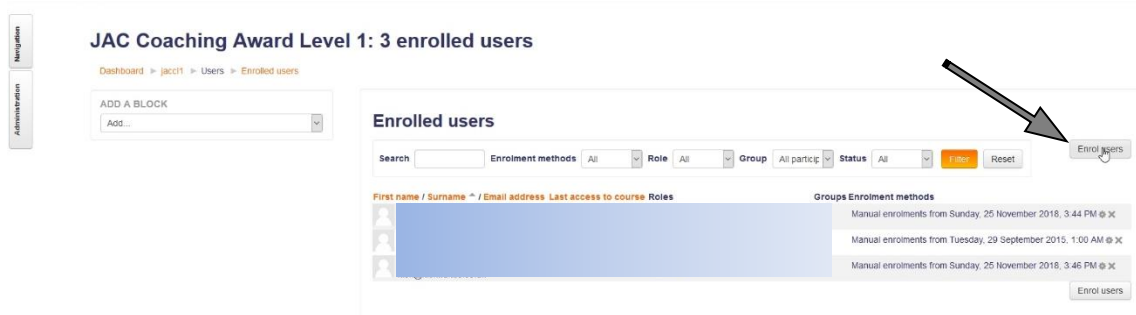 Navigation
Administration
JAC Coaching Award Level 1: 3 enrolled users
Dashboard ► jaccl1 ► Users ► Enrolled users
ADD A BLOCK
Add...
Enrolled users
Search Enrolment methods All Role All Group All particip Status All Filter Reset
Enrol users
First name / Surname ^ / Email address Last access to course Roles Groups Enrolment methods
Manual enrolments from Sunday, 25 November 2018, 3:44 PM
Manual enrolments from Tuesday, 29 September 2015, 1:00 AM
Manual enrolments from Sunday, 25 November 2018, 3:46 PM
Enrol users